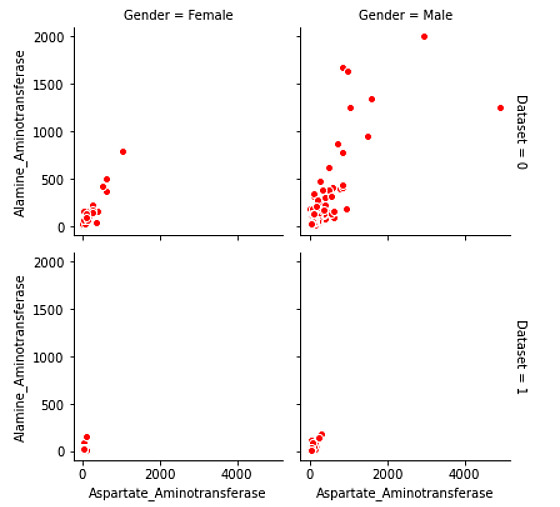 Gender = Female
Gender = Male
2000
1500
1000
500
0
Alamine_Aminotransferase
Dataset = 0
2000
1500
1000
500
0
Alamine_Aminotransferase
Dataset = 1
0 2000 4000
0 2000 4000
Aspartate_Aminotransferase
Aspartate_Aminotransferase